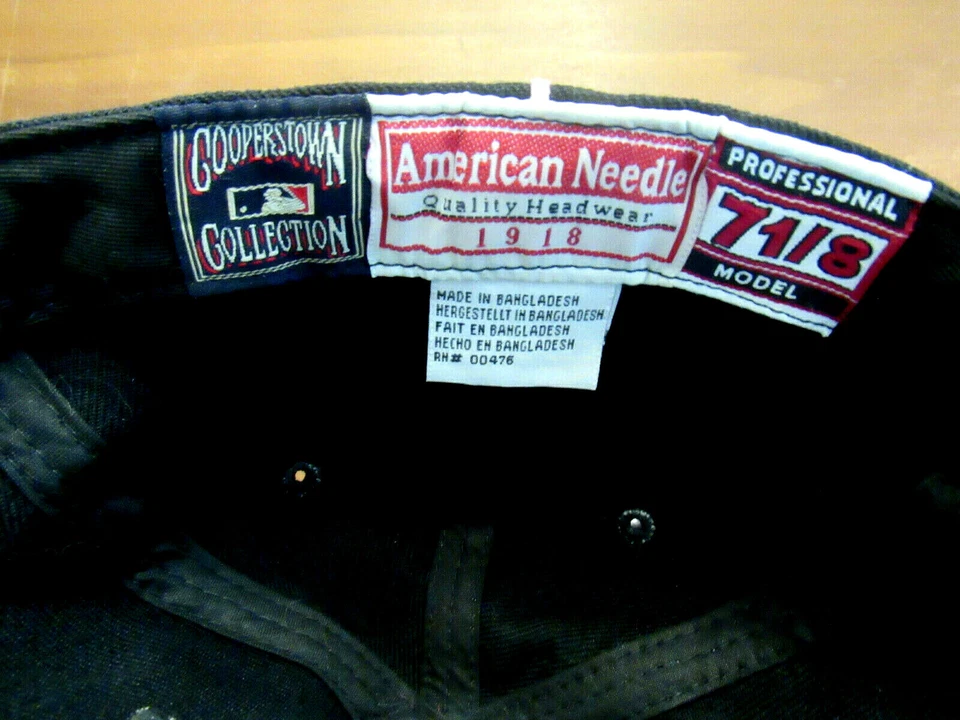 COOPERSTOWN
COLLECTION
American Needle
Quality Headwear
1918
PROFESSIONAL
7 1/8
MODEL
MADE IN BANGLADESH
HERGESTELLT IN BANGLADESH
FAIT EN BANGLADESH
HECHO EN BANGLADESH
RN# 00476